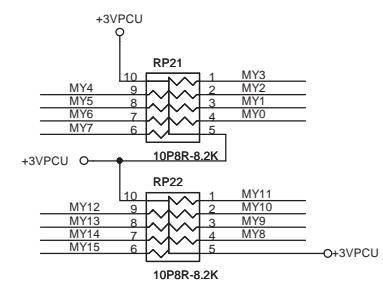 +3VPCU
RP21
10 1 MY3
MY4 9 2 MY2
MY5 8 3 MY1
MY6 7 4 MY0
MY7 6 5
+3VPCU 10P8R-8.2K
RP22
10 1 MY11
MY12 9 2 MY10
MY13 8 3 MY9
MY14 7 4 MY8
MY15 6 5 +3VPCU
10P8R-8.2K